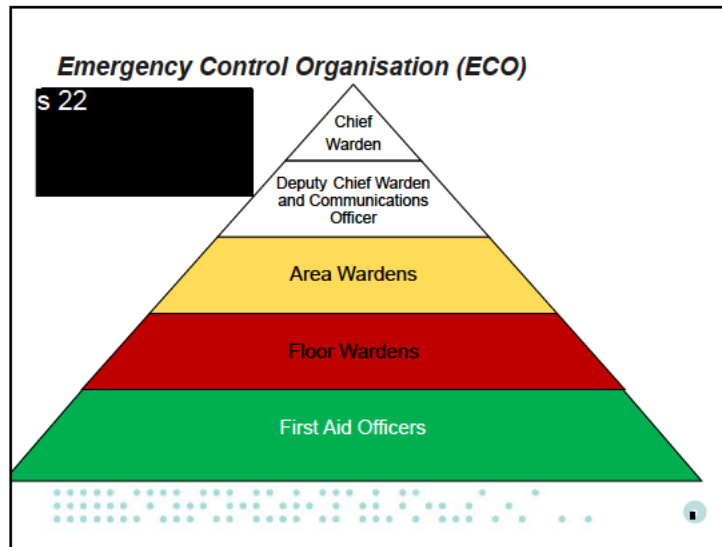 Emergency Control Organisation (ECO)
s 22
Chief
Warden
Deputy Chief Warden
and Communications
Officer
Area Wardens
Floor Wardens
First Aid Officers